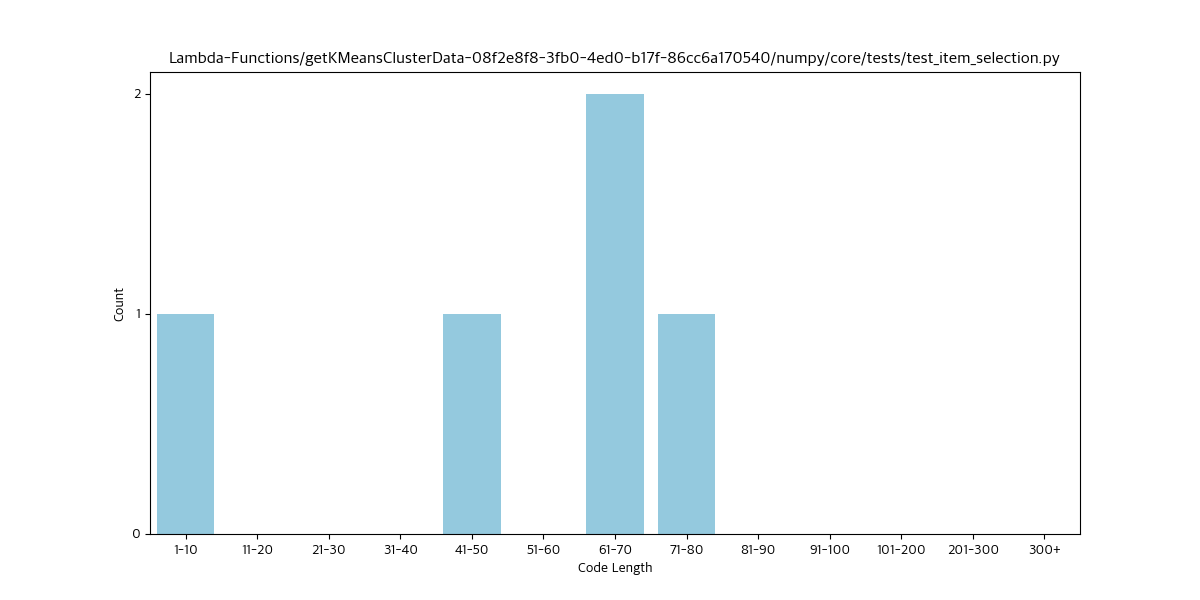 Lambda-Functions/getKMeansClusterData-08f2e8f8-3fb0-4ed0-b17f-86cc6a170540/numpy/core/tests/test_item_selection.py
2
1
0
Count
1-10 11-20 21-30 31-40 41-50 51-60 61-70 71-80 81-90 91-100 101-200 201-300 300+
Code Length